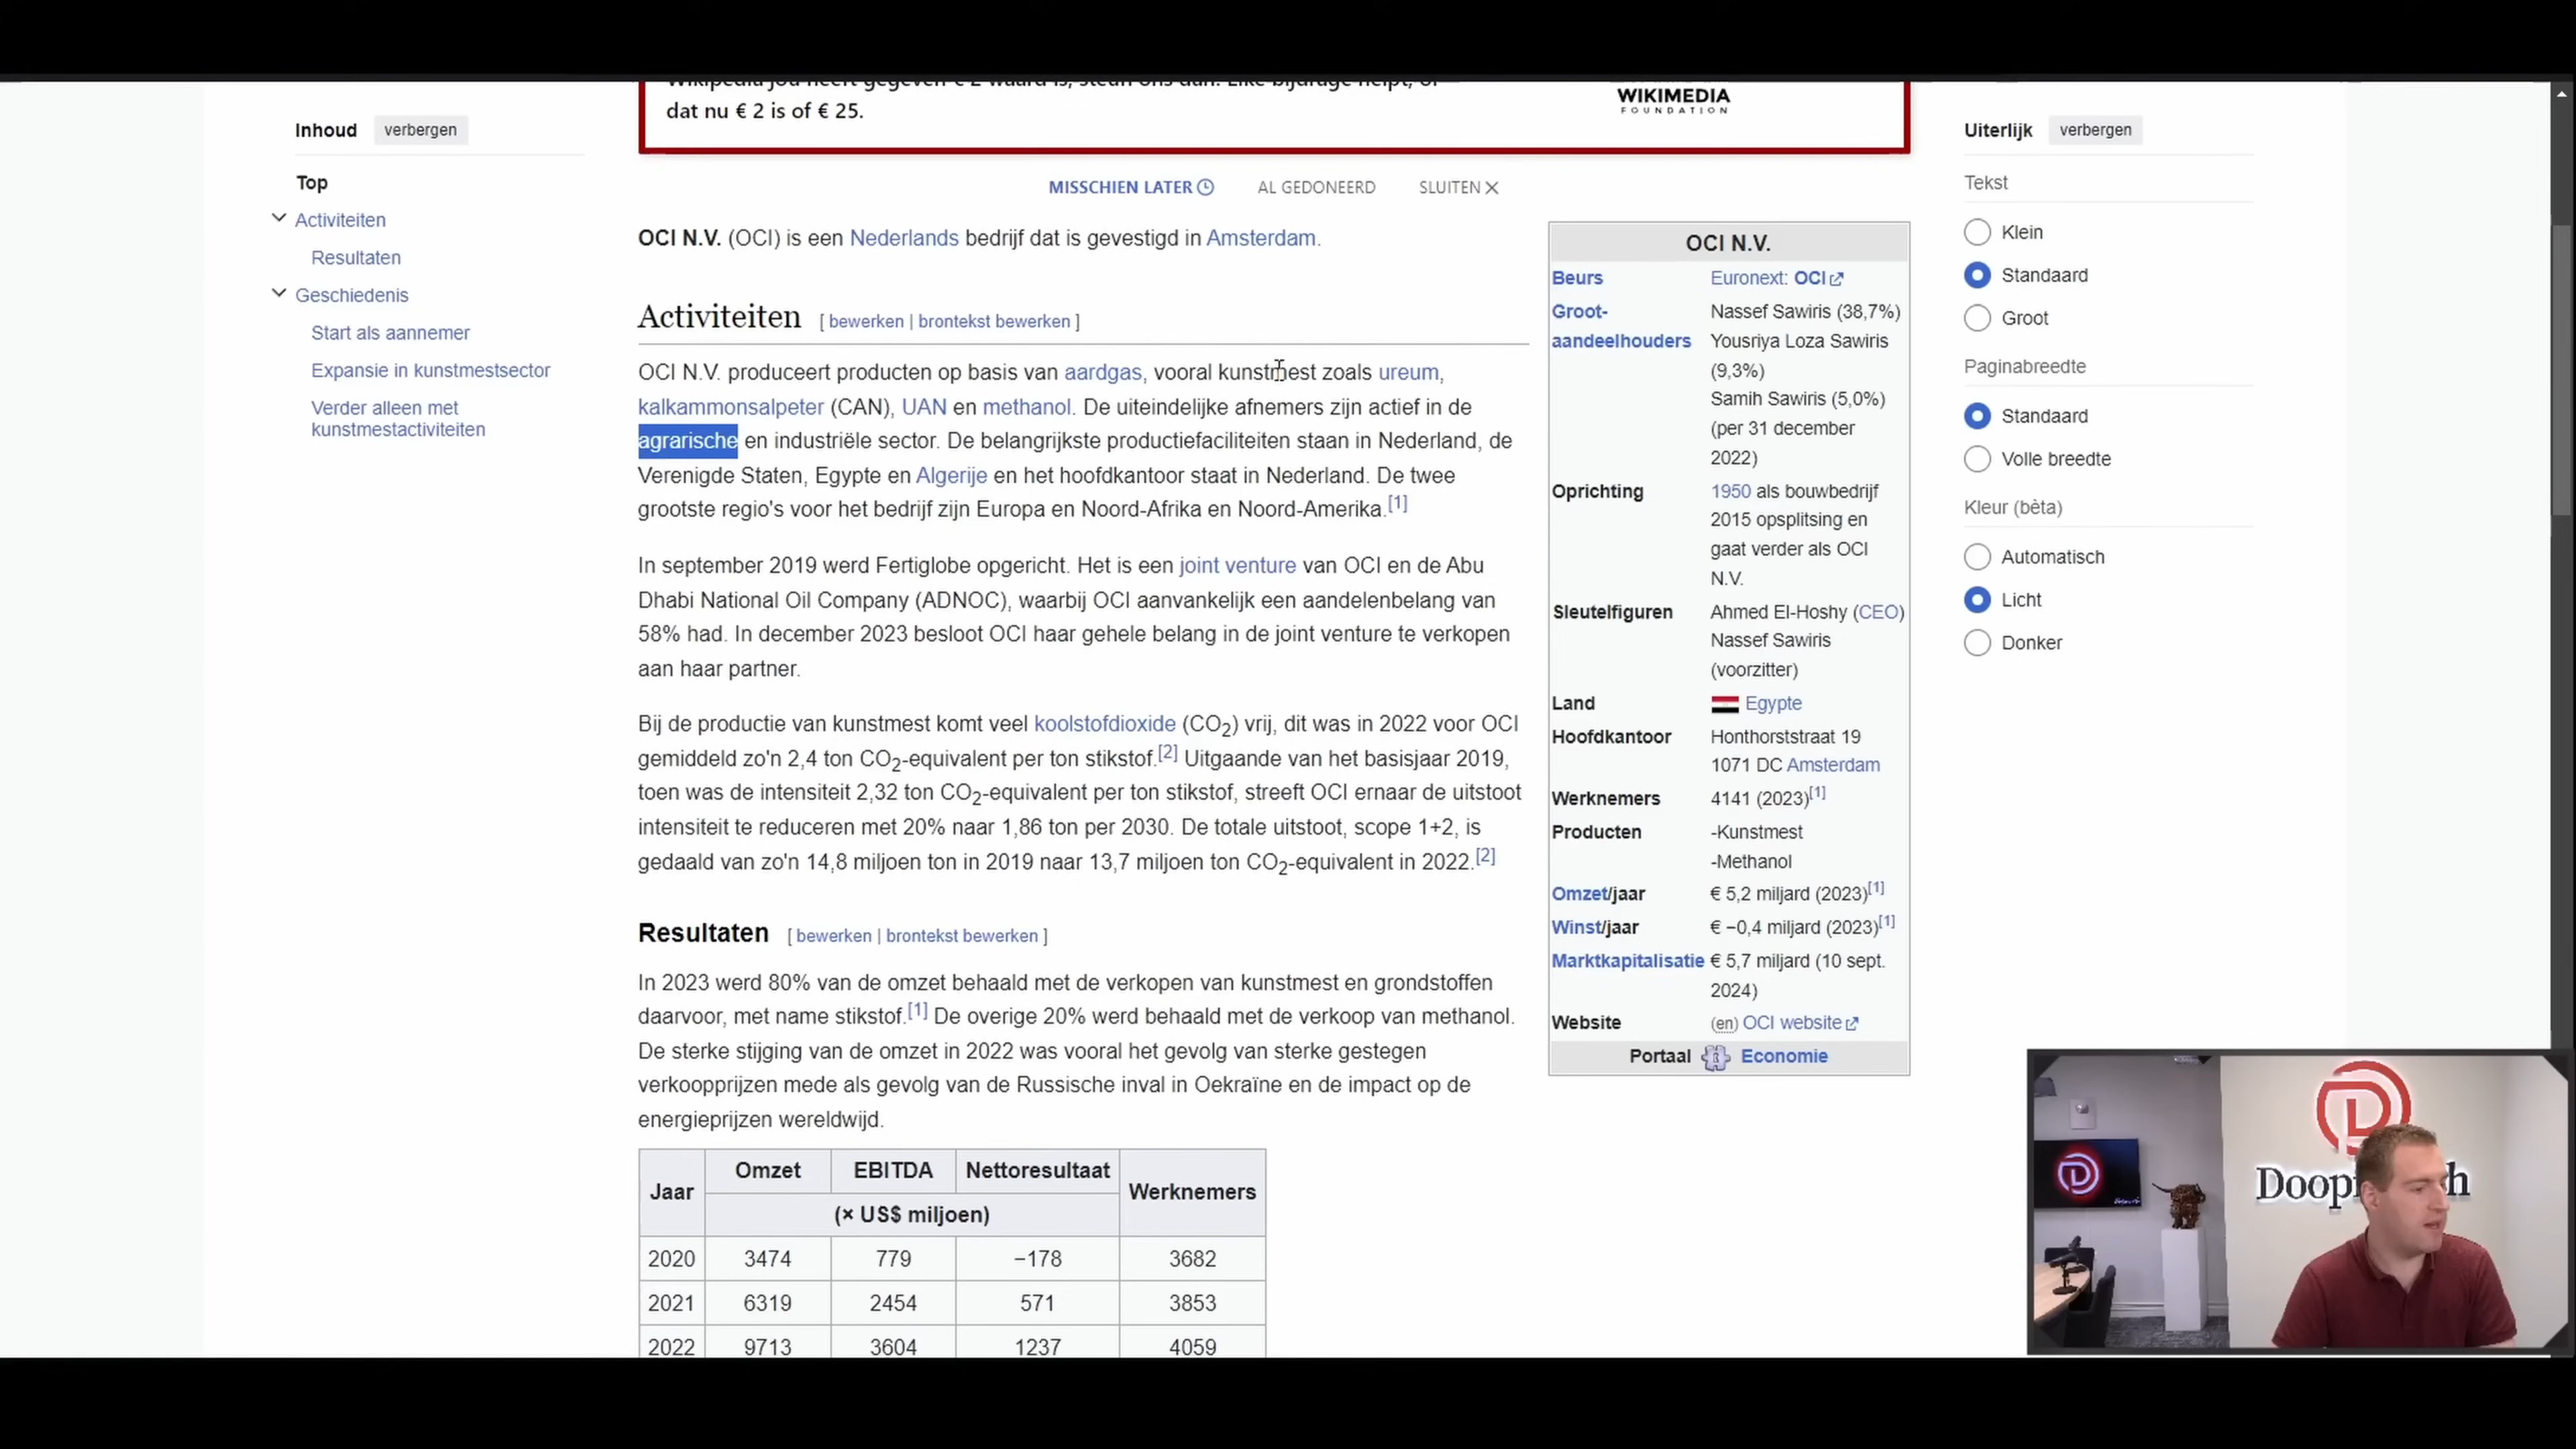 Wikipedia jou heeft gegeven € 2 waard is, steun ons dan. Elke bijdrage helpt, of
dat nu € 2 is of € 25.
WIKIMEDIA
FOUNDATION
MISSCHIEN LATER
AL GEDONEERD
SLUITEN
Inhoud verbergen
Top
Activiteiten
Resultaten
Geschiedenis
Start als aannemer
Expansie in kunstmestsector
Verder alleen met
kunstmestactiviteiten
OCI N.V. (OCI) is een Nederlands bedrijf dat is gevestigd in Amsterdam.
Activiteiten [ bewerken | brontekst bewerken ]
OCI N.V. produceert producten op basis van aardgas, vooral kunstmest zoals ureum,
kalkammonsalpeter (CAN), UAN en methanol. De uiteindelijke afnemers zijn actief in de
agrarische en industriële sector. De belangrijkste productiefaciliteiten staan in Nederland, de
Verenigde Staten, Egypte en Algerije en het hoofdkantoor staat in Nederland. De twee
grootste regio's voor het bedrijf zijn Europa en Noord-Afrika en Noord-Amerika.[1]
In september 2019 werd Fertiglobe opgericht. Het is een joint venture van OCI en de Abu
Dhabi National Oil Company (ADNOC), waarbij OCI aanvankelijk een aandelenbelang van
58% had. In december 2023 besloot OCI haar gehele belang in de joint venture te verkopen
aan haar partner.
Bij de productie van kunstmest komt veel koolstofdioxide (CO2) vrij, dit was in 2022 voor OCI
gemiddeld zo'n 2,4 ton CO2-equivalent per ton stikstof.[2] Uitgaande van het basisjaar 2019,
toen was de intensiteit 2,32 ton CO2-equivalent per ton stikstof, streeft OCI ernaar de uitstoot
intensiteit te reduceren met 20% naar 1,86 ton per 2030. De totale uitstoot, scope 1+2, is
gedaald van zo'n 14,8 miljoen ton in 2019 naar 13,7 miljoen ton CO2-equivalent in 2022.[2]
Resultaten [ bewerken | brontekst bewerken ]
In 2023 werd 80% van de omzet behaald met de verkopen van kunstmest en grondstoffen
daarvoor, met name stikstof.[1] De overige 20% werd behaald met de verkoop van methanol.
De sterke stijging van de omzet in 2022 was vooral het gevolg van sterke gestegen
verkoopprijzen mede als gevolg van de Russische inval in Oekraïne en de impact op de
energieprijzen wereldwijd.
Jaar Omzet EBITDA Nettoresultaat Werknemers
(× US$ miljoen)
2020 3474 779 −178 3682
2021 6319 2454 571 3853
2022 9713 3604 1237 4059
OCI N.V.
Beurs Euronext: OCI
Groot- Nassef Sawiris (38,7%)
aandeelhouders Yousriya Loza Sawiris
(9,3%)
Samih Sawiris (5,0%)
(per 31 december
2022)
Oprichting 1950 als bouwbedrijf
2015 opsplitsing en
gaat verder als OCI
N.V.
Sleutelfiguren Ahmed El-Hoshy (CEO)
Nassef Sawiris
(voorzitter)
Land Egypte
Hoofdkantoor Honthorststraat 19
1071 DC Amsterdam
Werknemers 4141 (2023)[1]
Producten -Kunstmest
-Methanol
Omzet/jaar € 5,2 miljard (2023)[1]
Winst/jaar € −0,4 miljard (2023)[1]
Marktkapitalisatie € 5,7 miljard (10 sept.
2024)
Website (en) OCI website
Portaal Economie
Uiterlijk verbergen
Tekst
Klein
Standaard
Groot
Paginabreedte
Standaard
Volle breedte
Kleur (bèta)
Automatisch
Licht
Donker